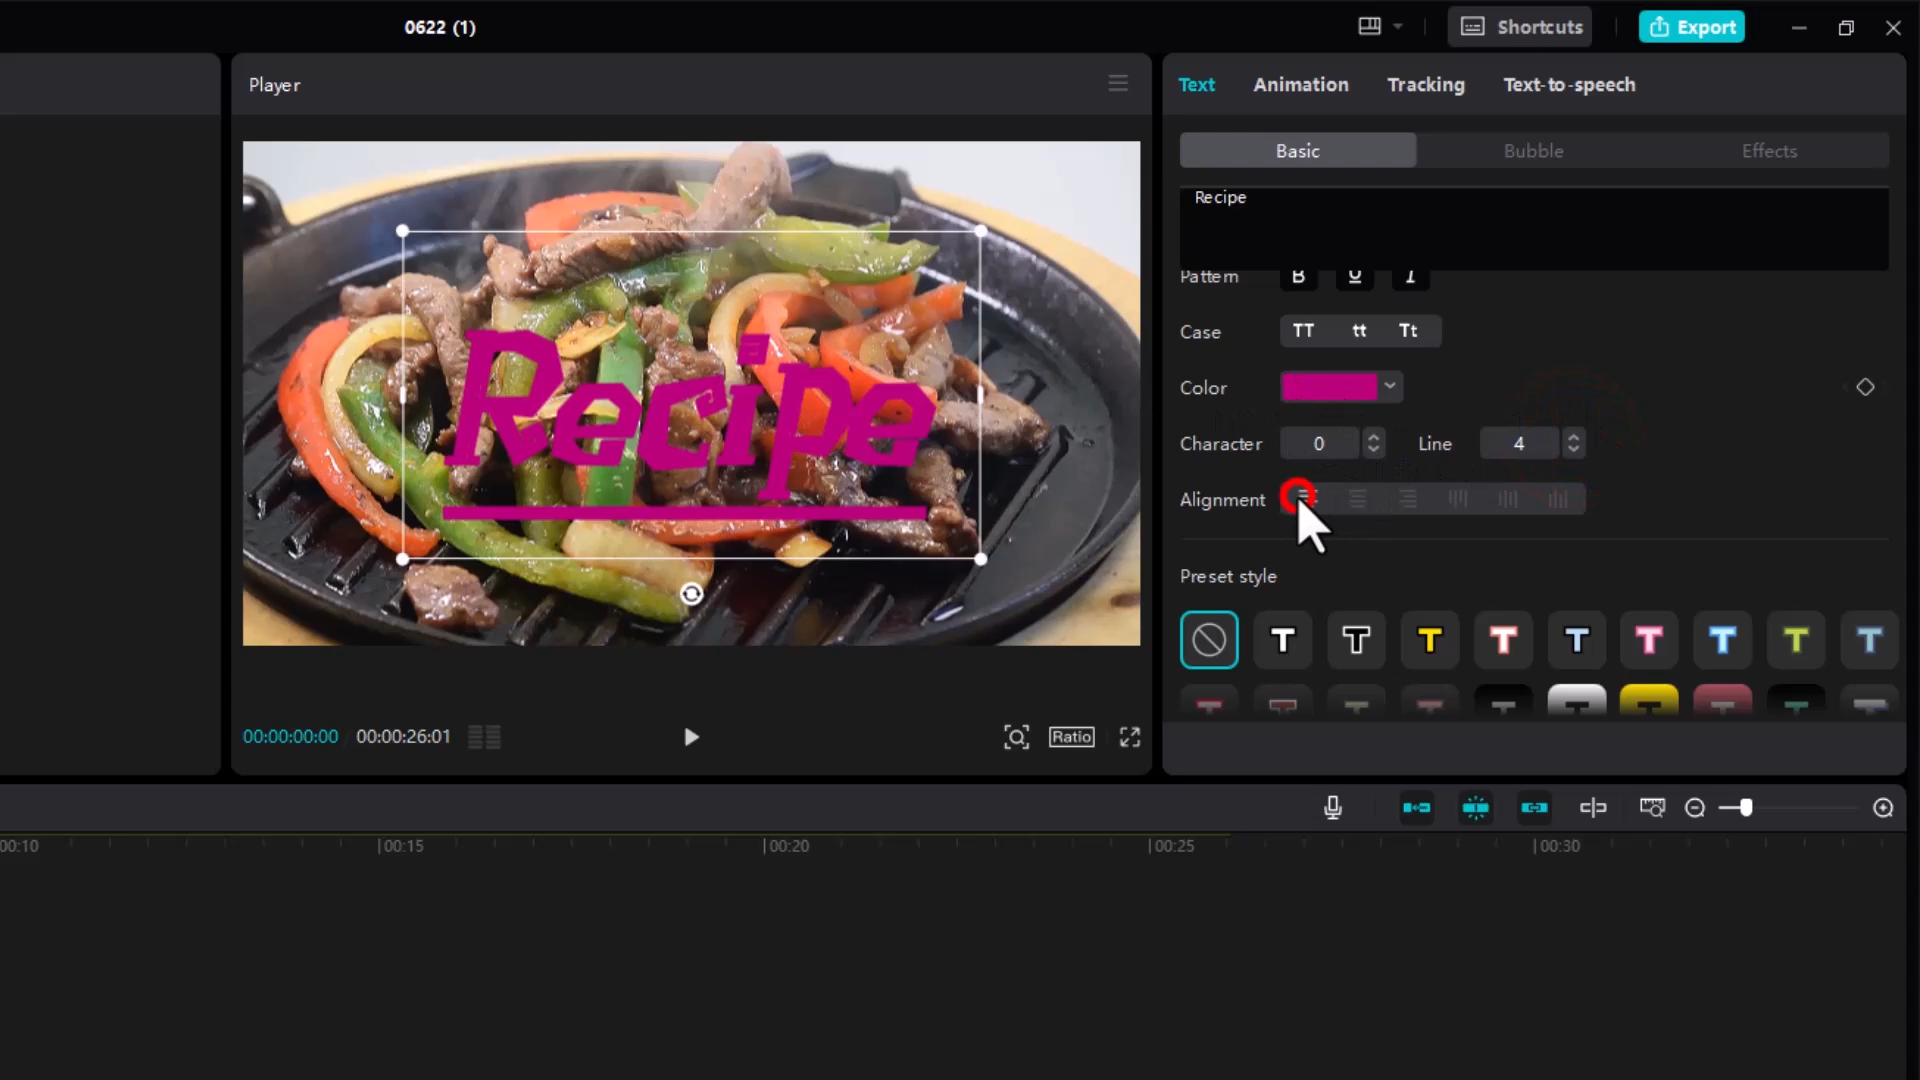 0622 (1)
Shortcuts
Export
Player
Text
Animation
Tracking
Text-to-speech
Basic
Bubble
Effects
Recipe
Pattern
B U I
Case
TT tt Tt
Color
Character 0
Line 4
Alignment
Recipe
Preset style
T T T T T T T T T
00:00:00:00
00:00:26:01
Ratio
00:10
00:15
00:20
00:25
00:30